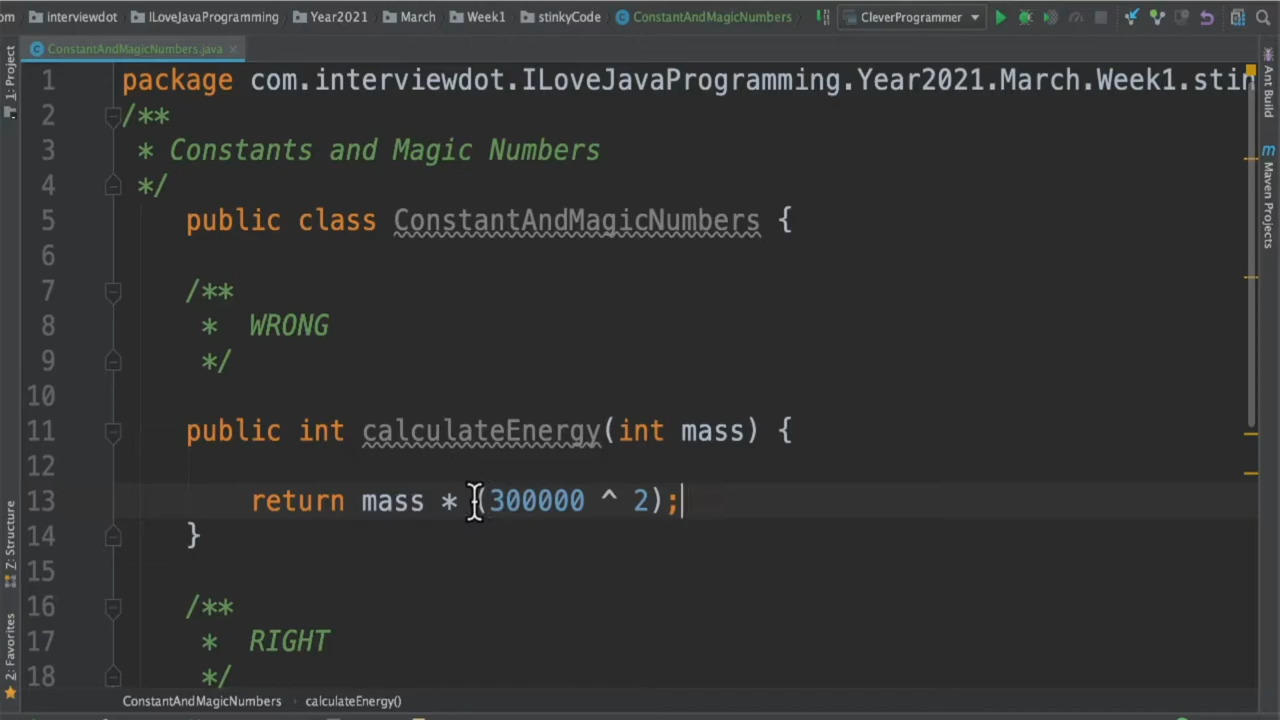 om interviewdot ILoveJavaProgramming Year2021 March Week1 stinkyCode ConstantAndMagicNumbers CleverProgrammer
ConstantAndMagicNumbers.java
1: Project
Z: Structure
2: Favorites
1 package com.interviewdot.ILoveJavaProgramming.Year2021.March.Week1.stin
2 /**
3 * Constants and Magic Numbers
4 */
5 public class ConstantAndMagicNumbers {
6
7 /**
8 * WRONG
9 */
10
11 public int calculateEnergy(int mass) {
12
13 return mass * (300000 ^ 2);
14 }
15
16 /**
17 * RIGHT
18 */
Ant Build
Maven Projects
ConstantAndMagicNumbers calculateEnergy()